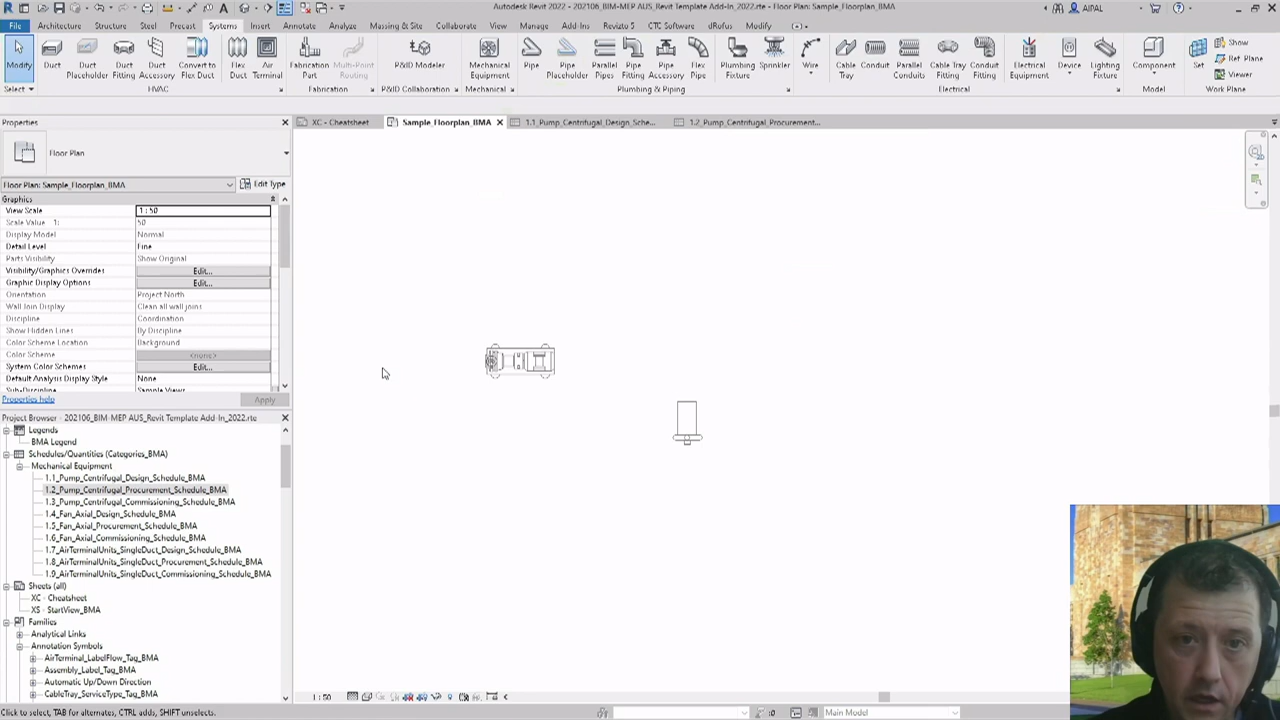 Autodesk Revit 2022 - 202106_BIM-MEP AUS_Revit Template Add-In_2022.rte - Floor Plan: Sample_Floorplan_BMA
AIPAL
File Architecture Structure Steel Precast Systems Insert Annotate Analyze Massing & Site Collaborate View Manage Add-Ins Revizto 5 CTC Software dRofus Modify
Modify Duct Duct Placeholder Duct Fitting Duct Accessory Convert to Flex Duct Flex Duct Air Terminal Fabrication Part Multi-Point Routing P&ID Modeler Mechanical Equipment Pipe Pipe Placeholder Parallel Pipes Pipe Fitting Pipe Accessory Flex Pipe Plumbing Fixture Sprinkler Wire Cable Tray Conduit Parallel Conduits Cable Tray Fitting Conduit Fitting Electrical Equipment Device Lighting Fixture Component Set Show Ref Plane Viewer
Select HVAC Fabrication P&ID Collaboration Mechanical Plumbing & Piping Electrical Model Work Plane
Properties
XC - Cheatsheet Sample_Floorplan_BMA 1.1_Pump_Centrifugal_Design_Sche... 1.2_Pump_Centrifugal_Procurement...
Floor Plan
Floor Plan: Sample_Floorplan_BMA Edit Type
Graphics
View Scale 1 : 50
Scale Value 1: 50
Display Model Normal
Detail Level Fine
Parts Visibility Show Original
Visibility/Graphics Overrides Edit...
Graphic Display Options Edit...
Orientation Project North
Wall Join Display Clean all wall joins
Discipline Coordination
Show Hidden Lines By Discipline
Color Scheme Location Background
Color Scheme <none>
System Color Schemes Edit...
Default Analysis Display Style None
Sub-Discipline Sample Views
Properties help Apply
Project Browser - 202106_BIM-MEP AUS_Revit Template Add-In_2022.rte
Legends
BMA Legend
Schedules/Quantities (Categories_BMA)
Mechanical Equipment
1.1_Pump_Centrifugal_Design_Schedule_BMA
1.2_Pump_Centrifugal_Procurement_Schedule_BMA
1.3_Pump_Centrifugal_Commissioning_Schedule_BMA
1.4_Fan_Axial_Design_Schedule_BMA
1.5_Fan_Axial_Procurement_Schedule_BMA
1.6_Fan_Axial_Commissioning_Schedule_BMA
1.7_AirTerminalUnits_SingleDuct_Design_Schedule_BMA
1.8_AirTerminalUnits_SingleDuct_Procurement_Schedule_BMA
1.9_AirTerminalUnits_SingleDuct_Commissioning_Schedule_BMA
Sheets (all)
XC - Cheatsheet
XS - StartView_BMA
Families
Analytical Links
Annotation Symbols
AirTerminal_LabelFlow_Tag_BMA
Assembly_Label_Tag_BMA
Automatic Up/Down Direction
CableTray_ServiceType_Tag_BMA
1 : 50
Click to select, TAB for alternates, CTRL adds, SHIFT unselects.
:0 Main Model